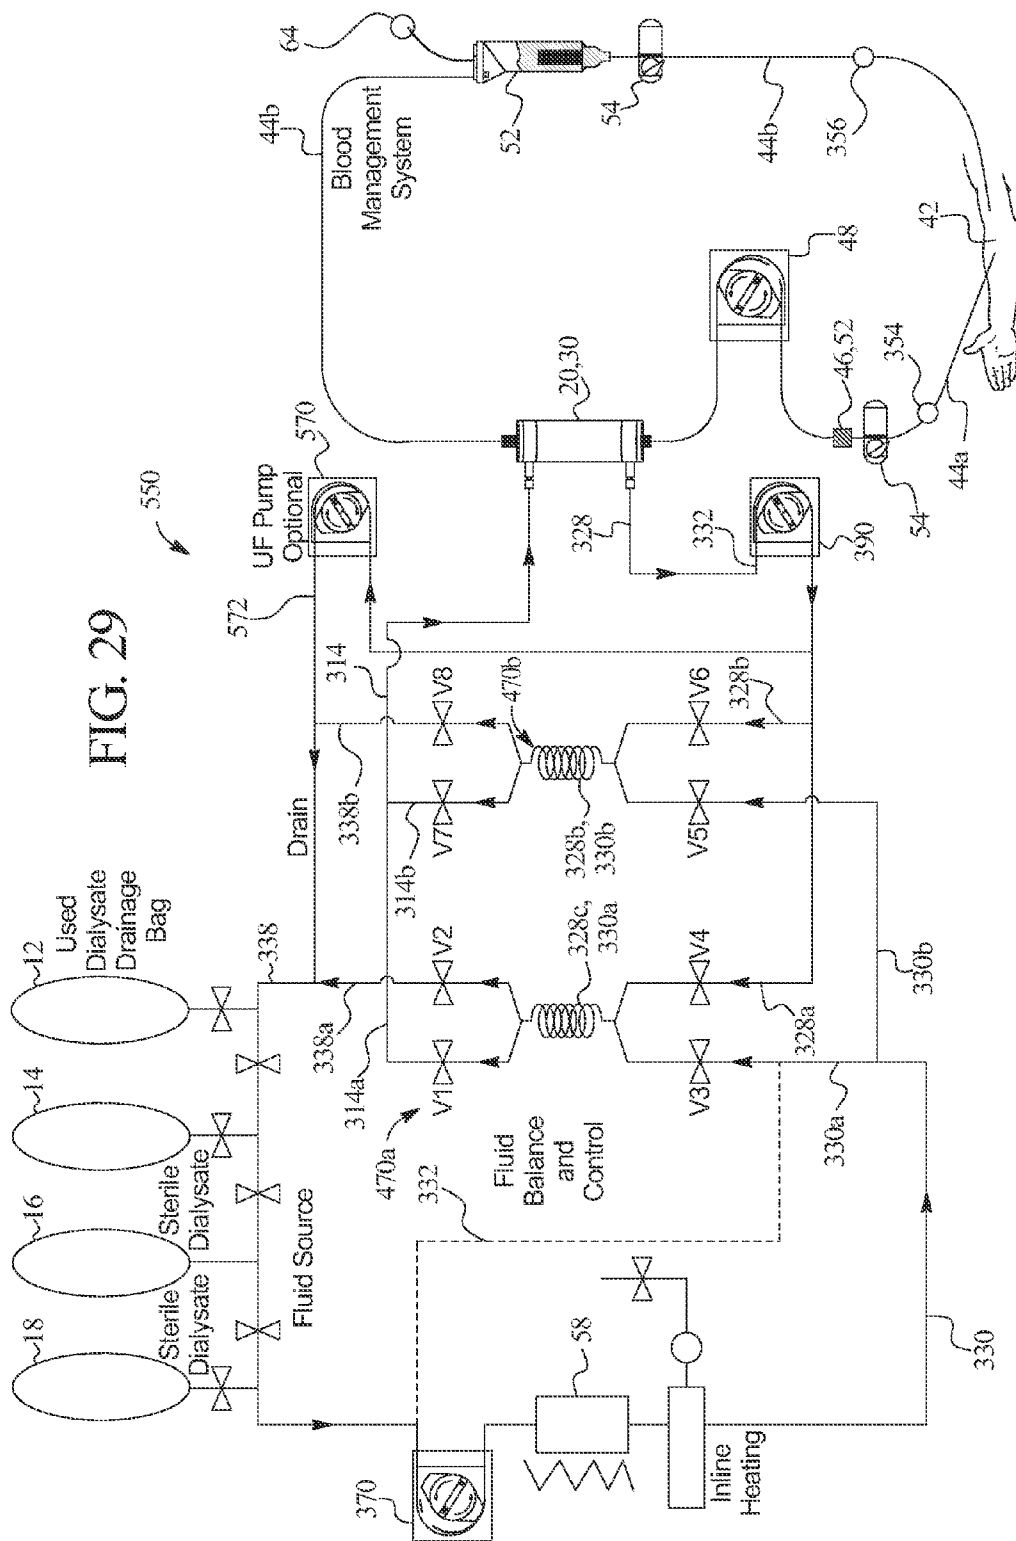 FIG. 29
550
12
Used
Dialysate
Drainage
Bag
14
16
18
Sterile
Dialysate
Sterile
Dialysate
Fluid Source
338
Drain
572
UF Pump
Optional
570
44b
Blood
Management
System
64
52
54
44b
356
42
48
20,30
46,52
354
44a
54
328
332
390
314
338b
338a
314a
314b
V1
V2
V7
V8
470a
470b
328c,
330a
328b,
330b
V3
V4
V5
V6
328a
328b
330a
330b
Fluid
Balance
and
Control
332
370
58
Inline
Heating
330